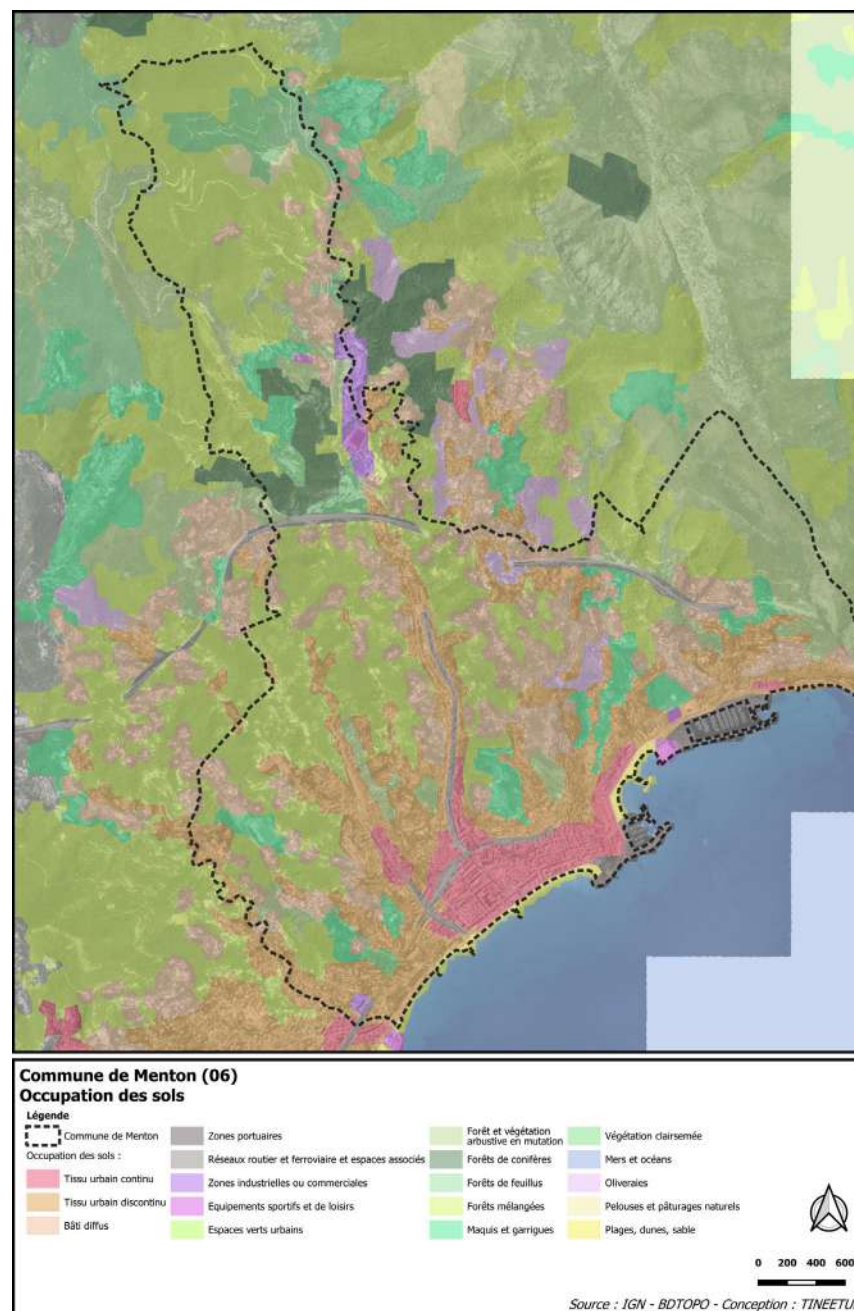 Commune de Menton (06)
Occupation des sols
Légende
Commune de Menton
Occupation des sols :
Tissu urbain continu
Tissu urbain discontinu
Bâti diffus
Zones portuaires
Réseaux routier et ferroviaire et espaces associés
Zones industrielles ou commerciales
Equipements sportifs et de loisirs
Espaces verts urbains
Forêt et végétation
arbustive en mutation
Forêts de conifères
Forêts de feuillus
Forêts mélangées
Maquis et garrigues
Végétation clairsemée
Mers et océans
Oliveraies
Pelouses et pâturages naturels
Plages, dunes, sable
0 200 400 600
Source : IGN - BDTOPO - Conception : TINEETU